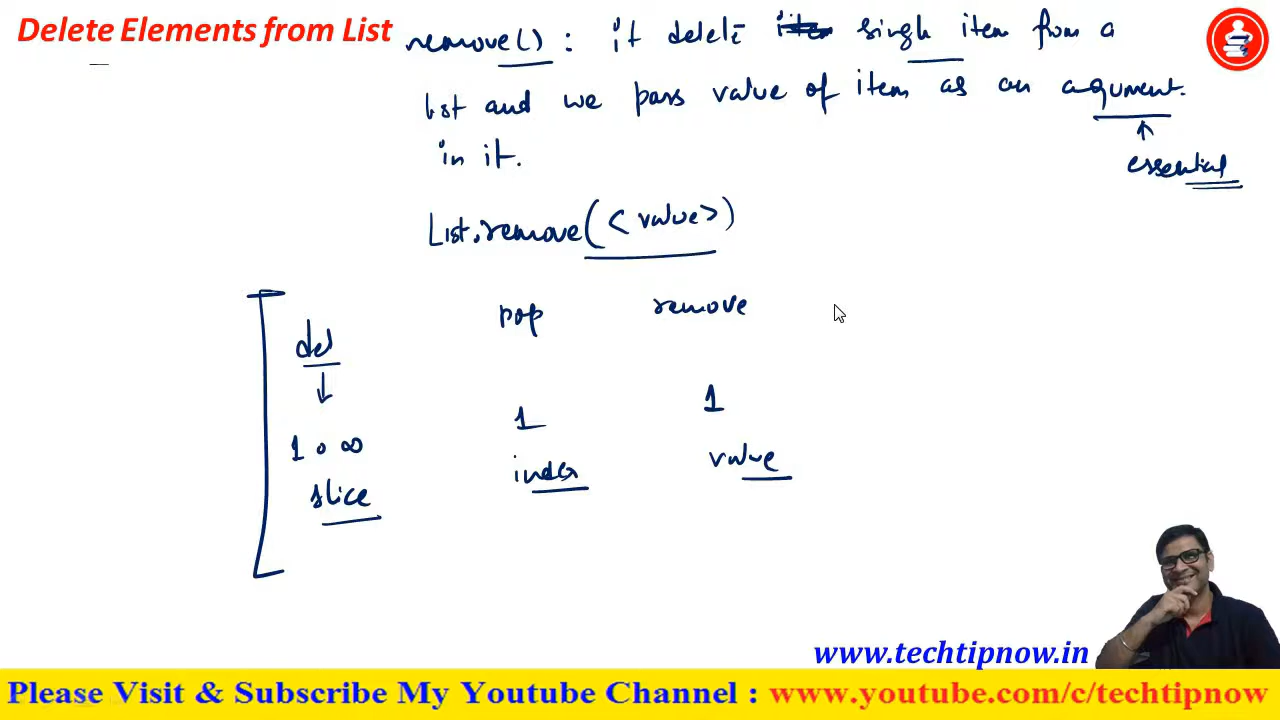 Delete Elements from List
remove() : it delete single item from a
list and we pass value of item as an argument.
in it.
essential
List.remove(<value>)
del pop remove
1 0 ∞ 1 1
slice index value
www.techtipnow.in
Please Visit & Subscribe My Youtube Channel : www.youtube.com/c/techtipnow